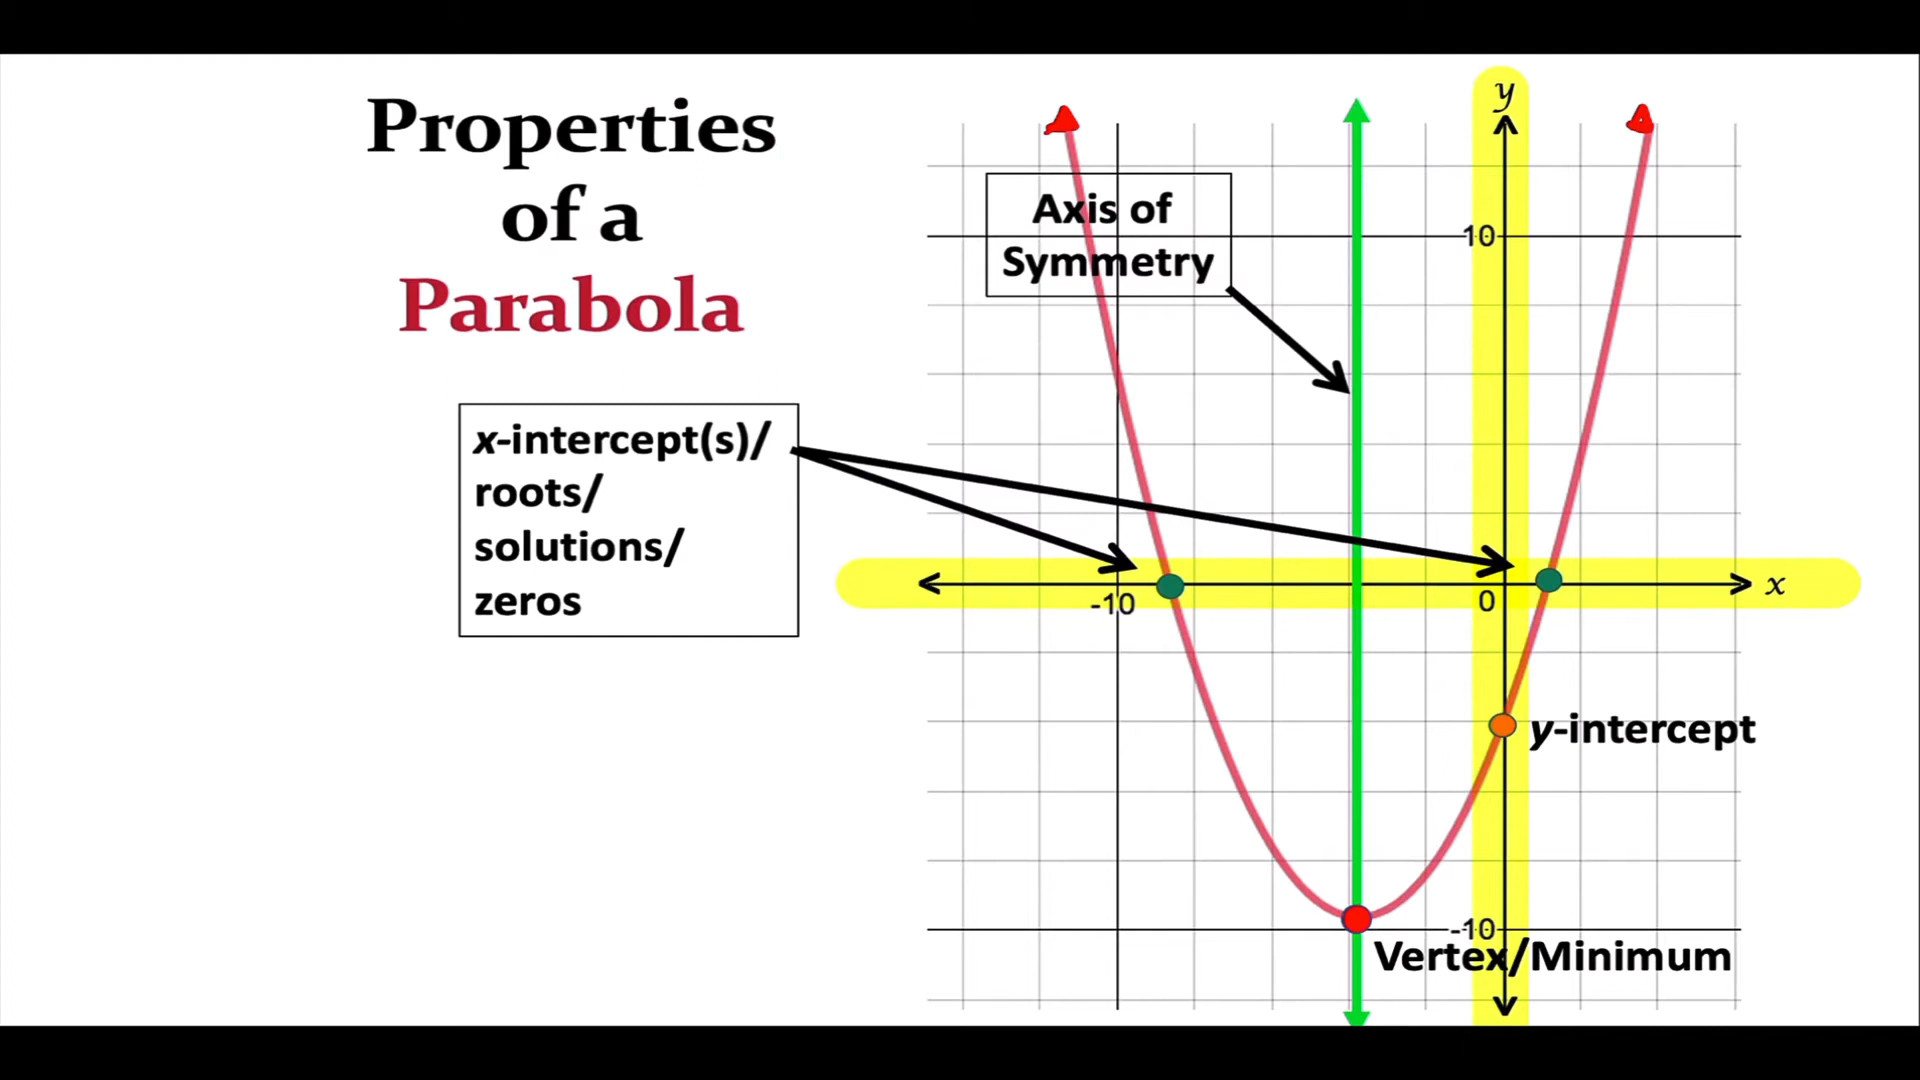 Properties
of a
Parabola
x-intercept(s)/
roots/
solutions/
zeros
y
Axis of
Symmetry
10
x
-10
0
y-intercept
-10
Vertex/Minimum